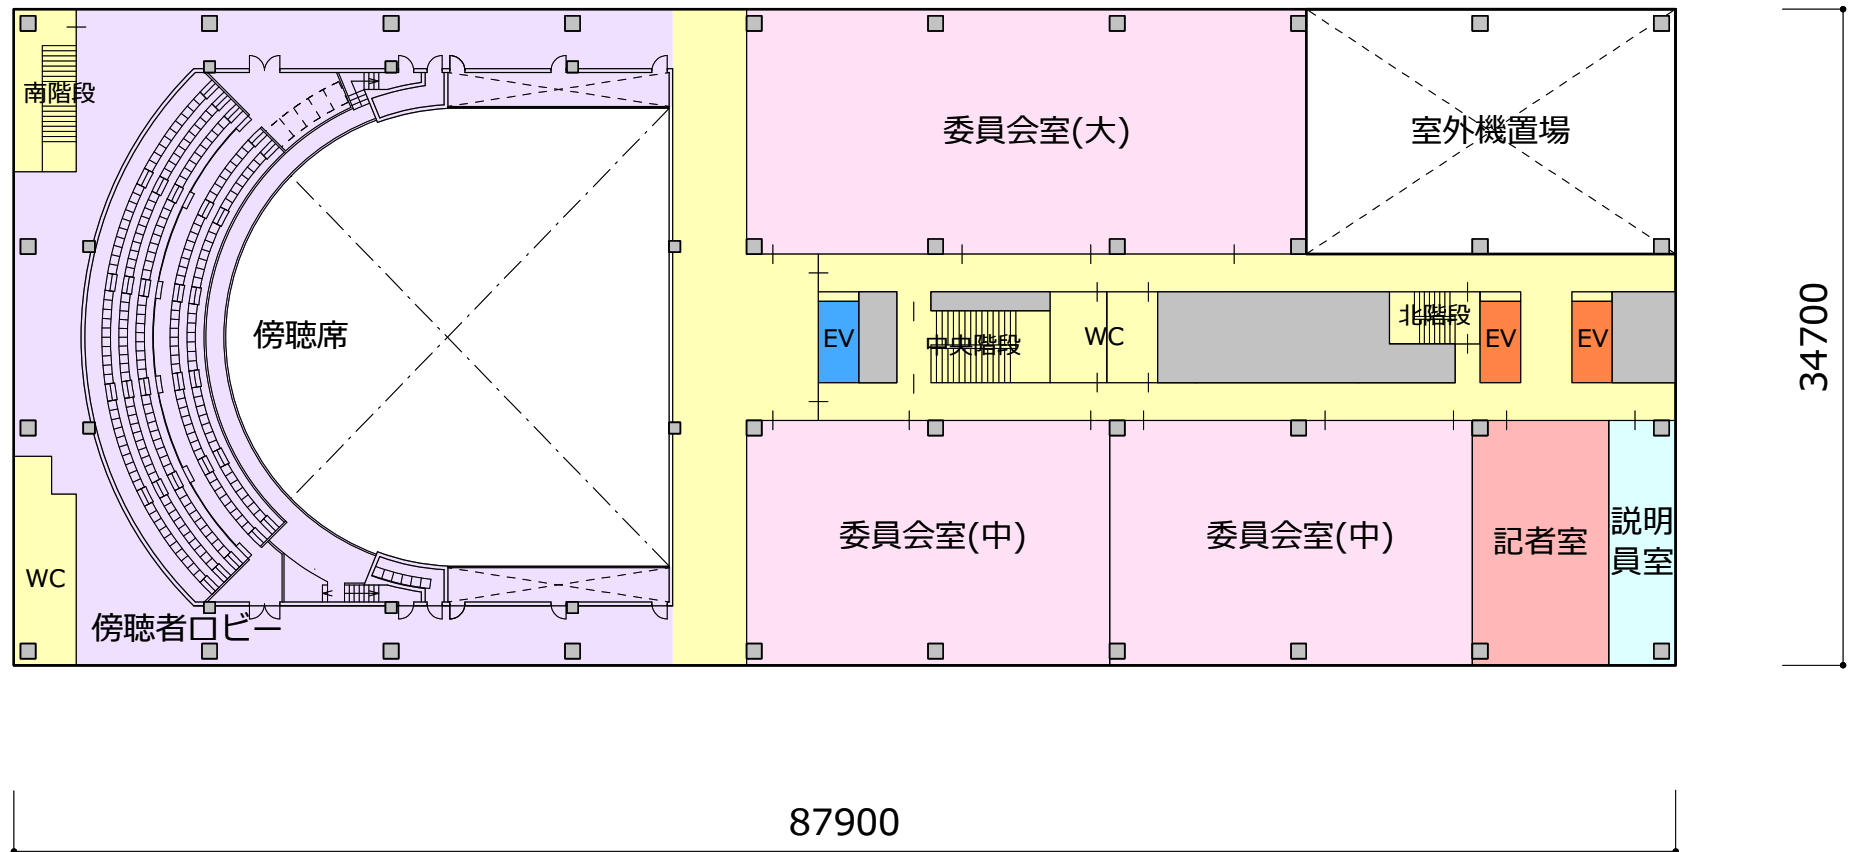 南階段
委員会室(大)
室外機置場
34700
傍聴席
EV
中央階段
WC
北階段
EV
EV
委員会室(中)
委員会室(中)
記者室
説明
員室
WC
傍聴者ロビー
87900